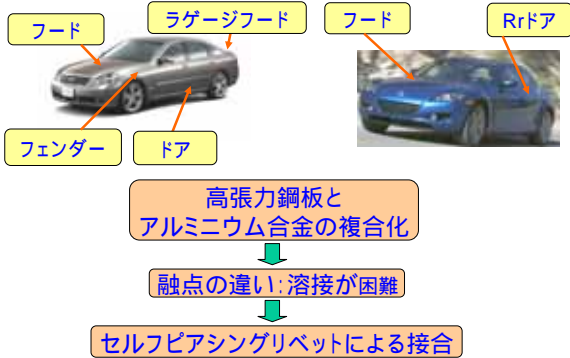 フード
ラゲージフード
フード
Rrドア
フェンダー
ドア
高張力鋼板と
アルミニウム合金の複合化
融点の違い:溶接が困難
セルフピアシングリベットによる接合